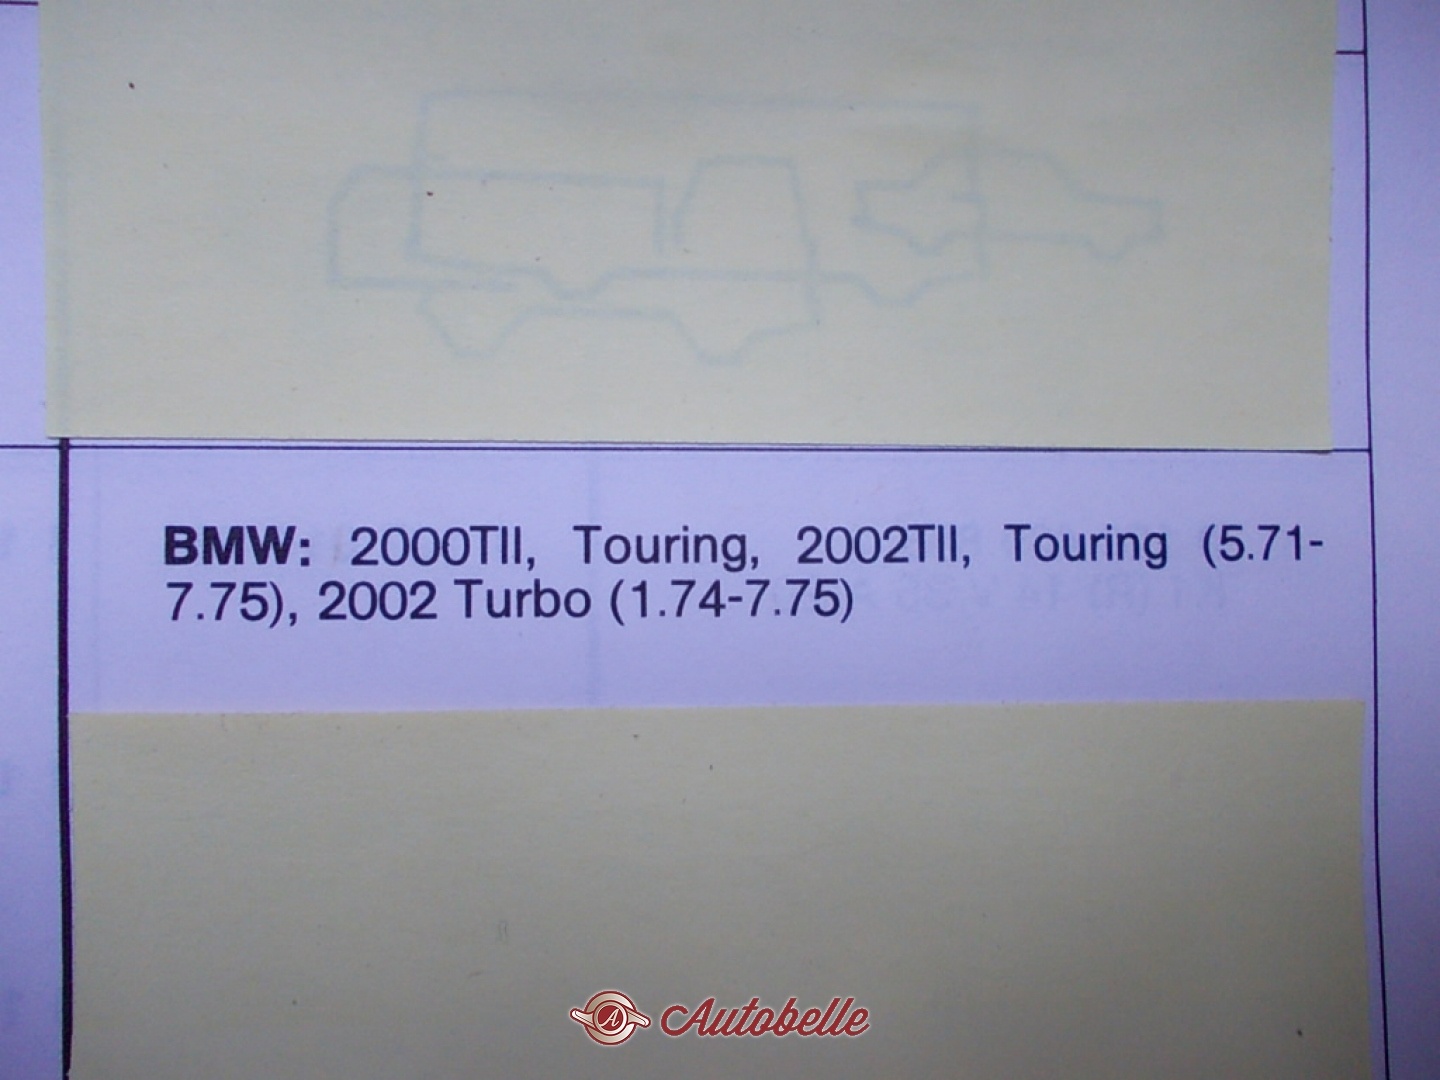 BMW: 2000TII, Touring, 2002TII, Touring (5.71-
7.75), 2002 Turbo (1.74-7.75)
A Autobelle